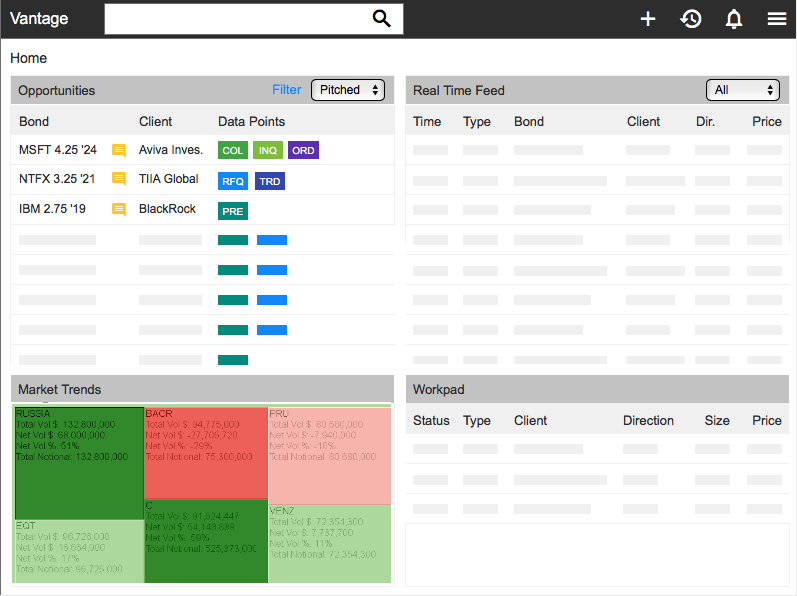 Vantage
Home
Opportunities Filter Pitched
Bond Client Data Points
MSFT 4.25 '24 Aviva Inves. COL INQ ORD
NTFX 3.25 '21 TIIA Global RFQ TRD
IBM 2.75 '19 BlackRock PRE
Real Time Feed All
Time Type Bond Client Dir. Price
Market Trends
RUSSIA
Total Vol $: 132,800,000
Net Vol $: 68,000,000
Net Vol %: 51%
Total Notional: 132,800,000
BACR
Total Vol $: 94,775,000
Net Vol $: -27,705,720
Net Vol %: -29%
Total Notional: 75,300,000
FRU
Total Vol $: 80,680,000
Net Vol $: -7,940,000
Net Vol %: -10%
Total Notional: 80,680,000
EQT
Total Vol $: 96,726,000
Net Vol $: 16,684,000
Net Vol %: 17%
Total Notional: 96,725,000
C
Total Vol $: 91,524,447
Net Vol $: 54,148,888
Net Vol %: 59%
Total Notional: 525,373,000
VENZ
Total Vol $: 72,354,300
Net Vol $: 7,737,700
Net Vol %: 11%
Total Notional: 72,354,300
Workpad
Status Type Client Direction Size Price